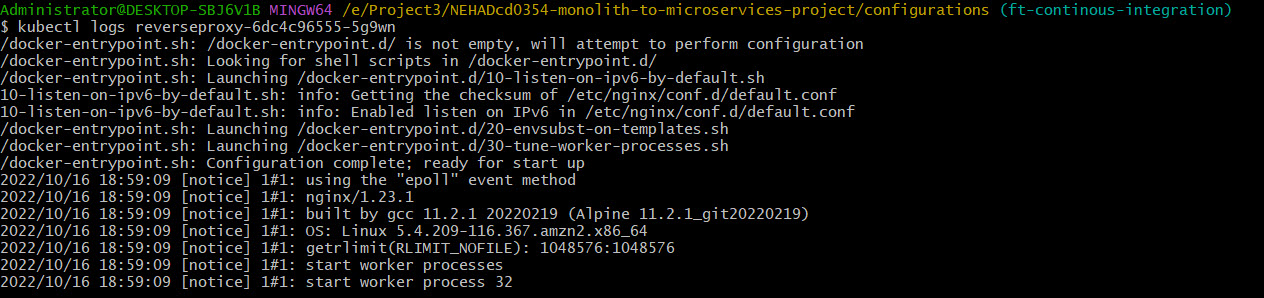 Administrator@DESKTOP-SBJ6V1B MINGW64 /e/Project3/NEHADcd0354-monolith-to-microservices-project/configurations (ft-continous-integration)
$ kubectl logs reverseproxy-6dc4c96555-5g9wn
/docker-entrypoint.sh: /docker-entrypoint.d/ is not empty, will attempt to perform configuration
/docker-entrypoint.sh: Looking for shell scripts in /docker-entrypoint.d/
/docker-entrypoint.sh: Launching /docker-entrypoint.d/10-listen-on-ipv6-by-default.sh
10-listen-on-ipv6-by-default.sh: info: Getting the checksum of /etc/nginx/conf.d/default.conf
10-listen-on-ipv6-by-default.sh: info: Enabled listen on IPv6 in /etc/nginx/conf.d/default.conf
/docker-entrypoint.sh: Launching /docker-entrypoint.d/20-envsubst-on-templates.sh
/docker-entrypoint.sh: Launching /docker-entrypoint.d/30-tune-worker-processes.sh
/docker-entrypoint.sh: Configuration complete; ready for start up
2022/10/16 18:59:09 [notice] 1#1: using the "epoll" event method
2022/10/16 18:59:09 [notice] 1#1: nginx/1.23.1
2022/10/16 18:59:09 [notice] 1#1: built by gcc 11.2.1 20220219 (Alpine 11.2.1_git20220219)
2022/10/16 18:59:09 [notice] 1#1: OS: Linux 5.4.209-116.367.amzn2.x86_64
2022/10/16 18:59:09 [notice] 1#1: getrlimit(RLIMIT_NOFILE): 1048576:1048576
2022/10/16 18:59:09 [notice] 1#1: start worker processes
2022/10/16 18:59:09 [notice] 1#1: start worker process 32